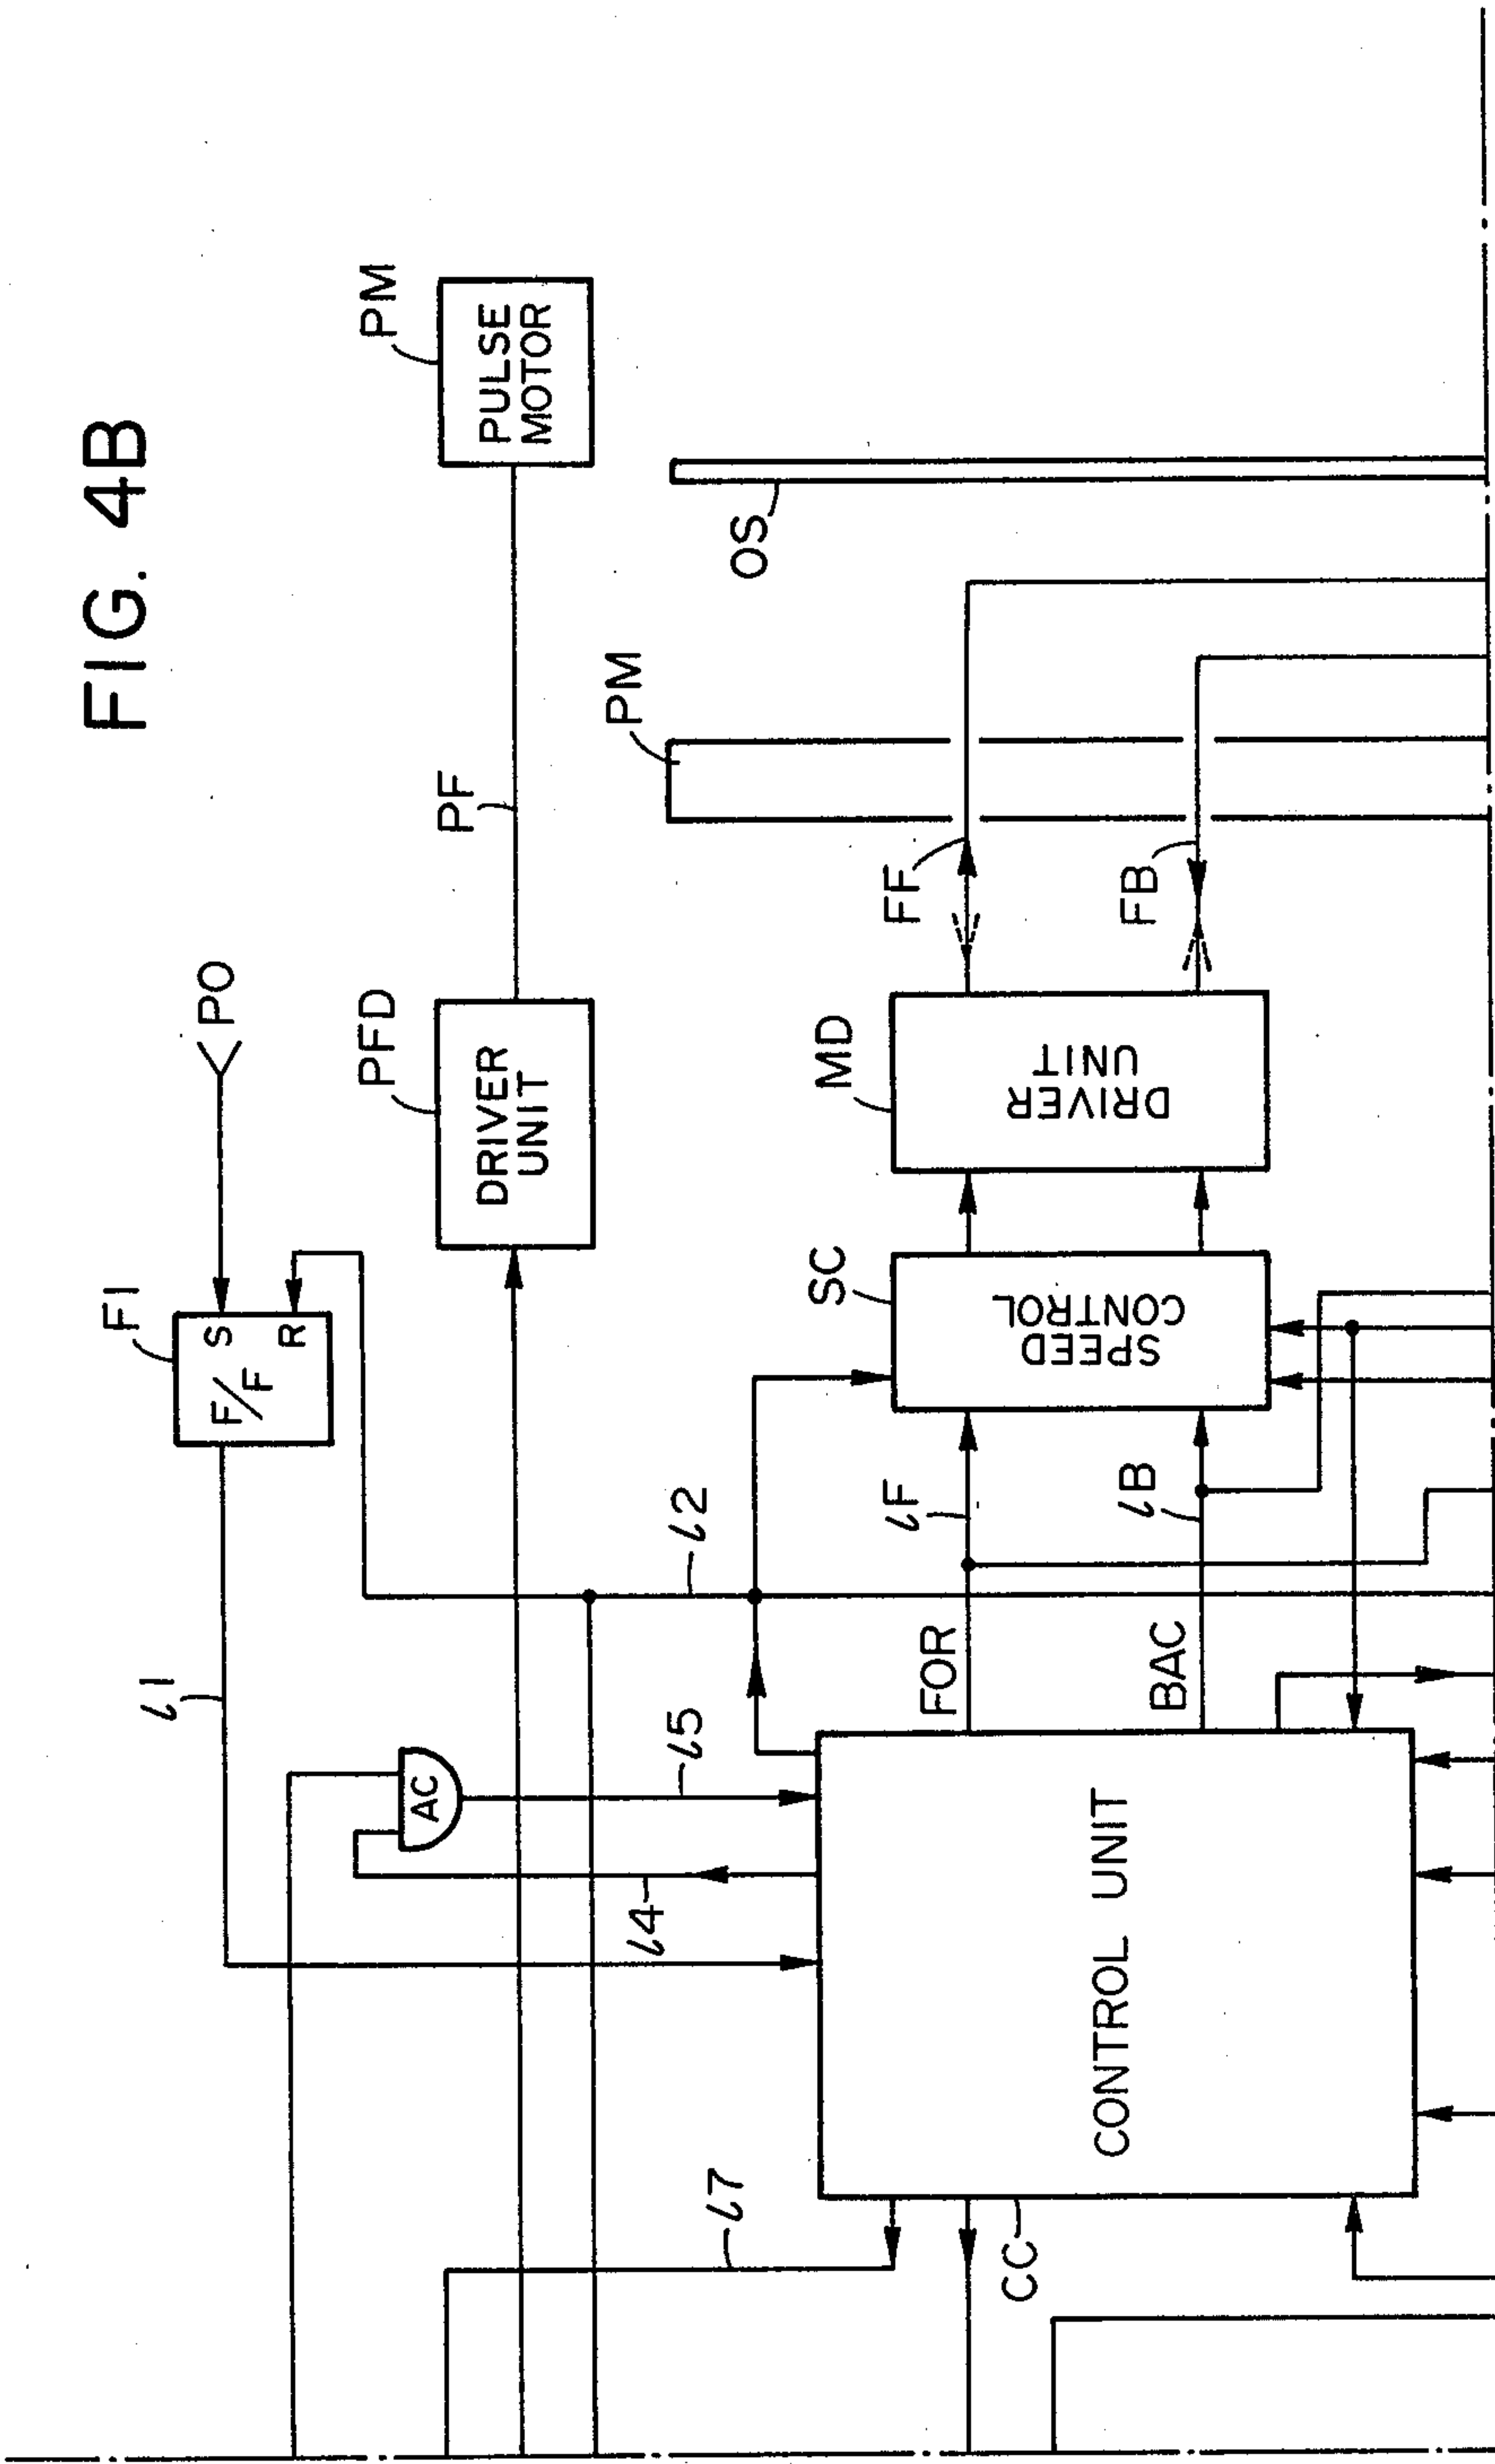 FIG. 4B
PO
F1
S
F/F
R
ℓ1
PFD
DRIVER
UNIT
PF
PM
PULSE
MOTOR
AC
ℓ5
ℓ4
ℓ2
ℓ7
PM
OS
SC
SPEED
CONTROL
MD
DRIVER
UNIT
FF
FB
FOR
ℓF
BAC
ℓB
CONTROL UNIT
CC